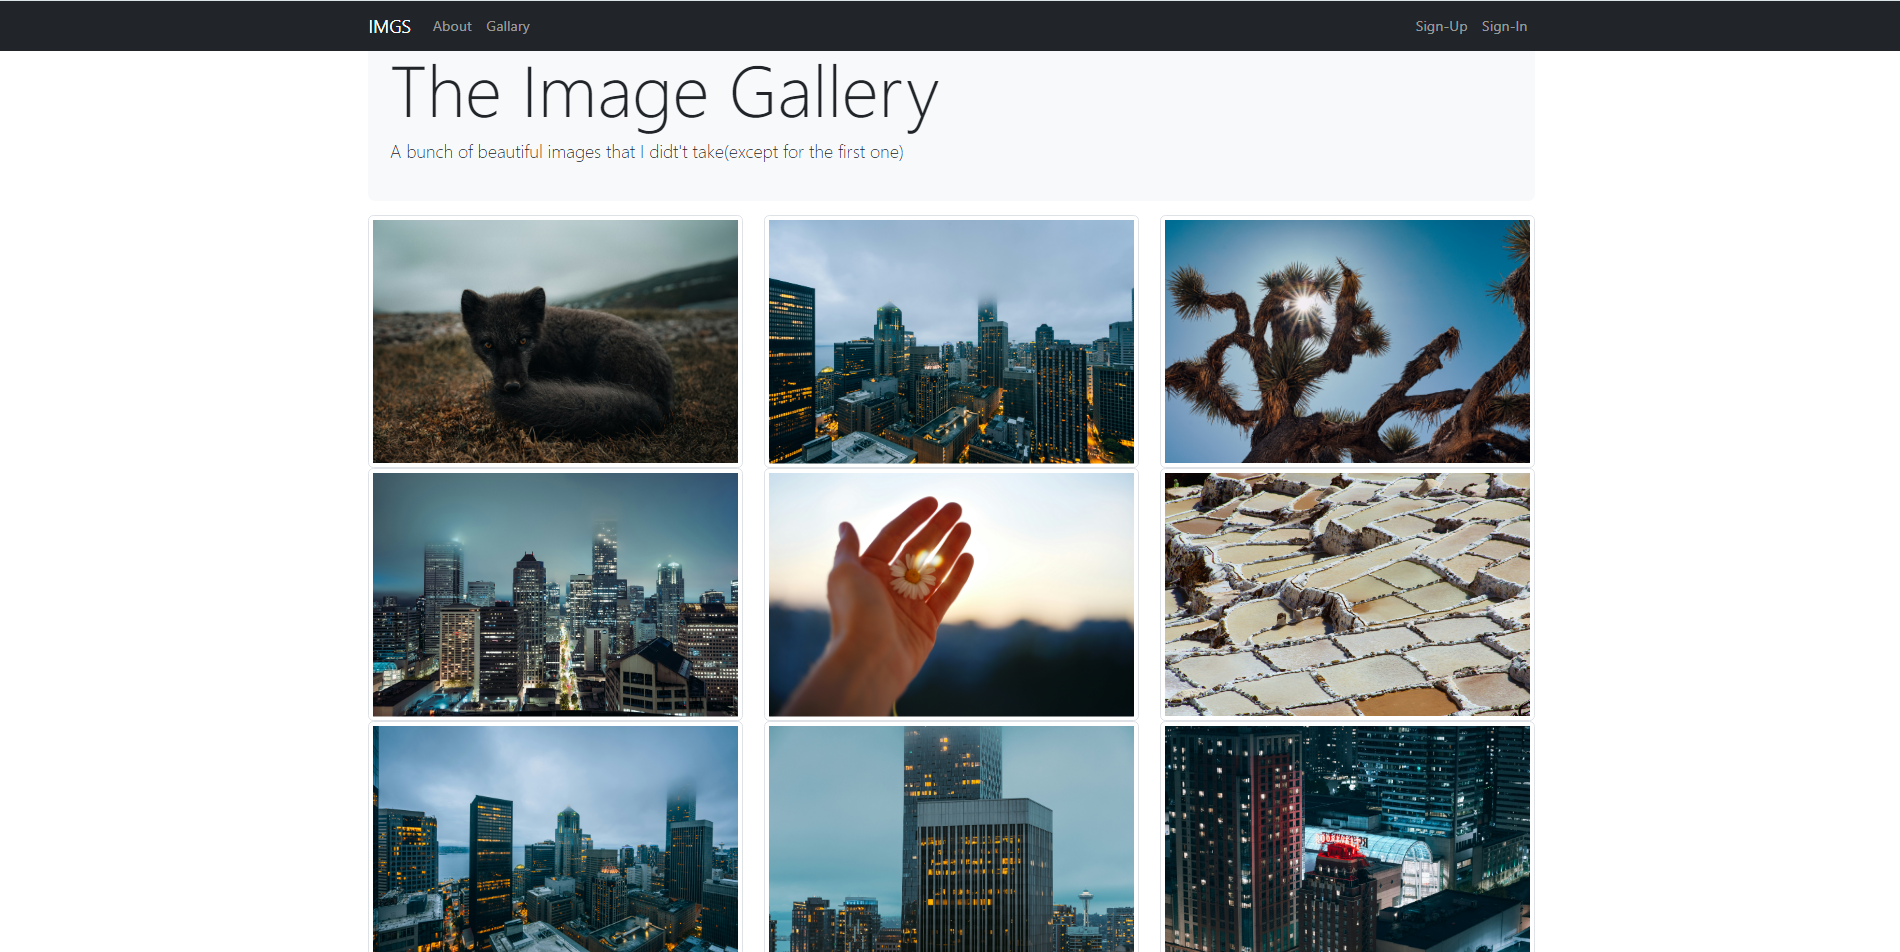 IMGS About Gallary Sign-Up Sign-In
The Image Gallery
A bunch of beautiful images that I didt't take(except for the first one)